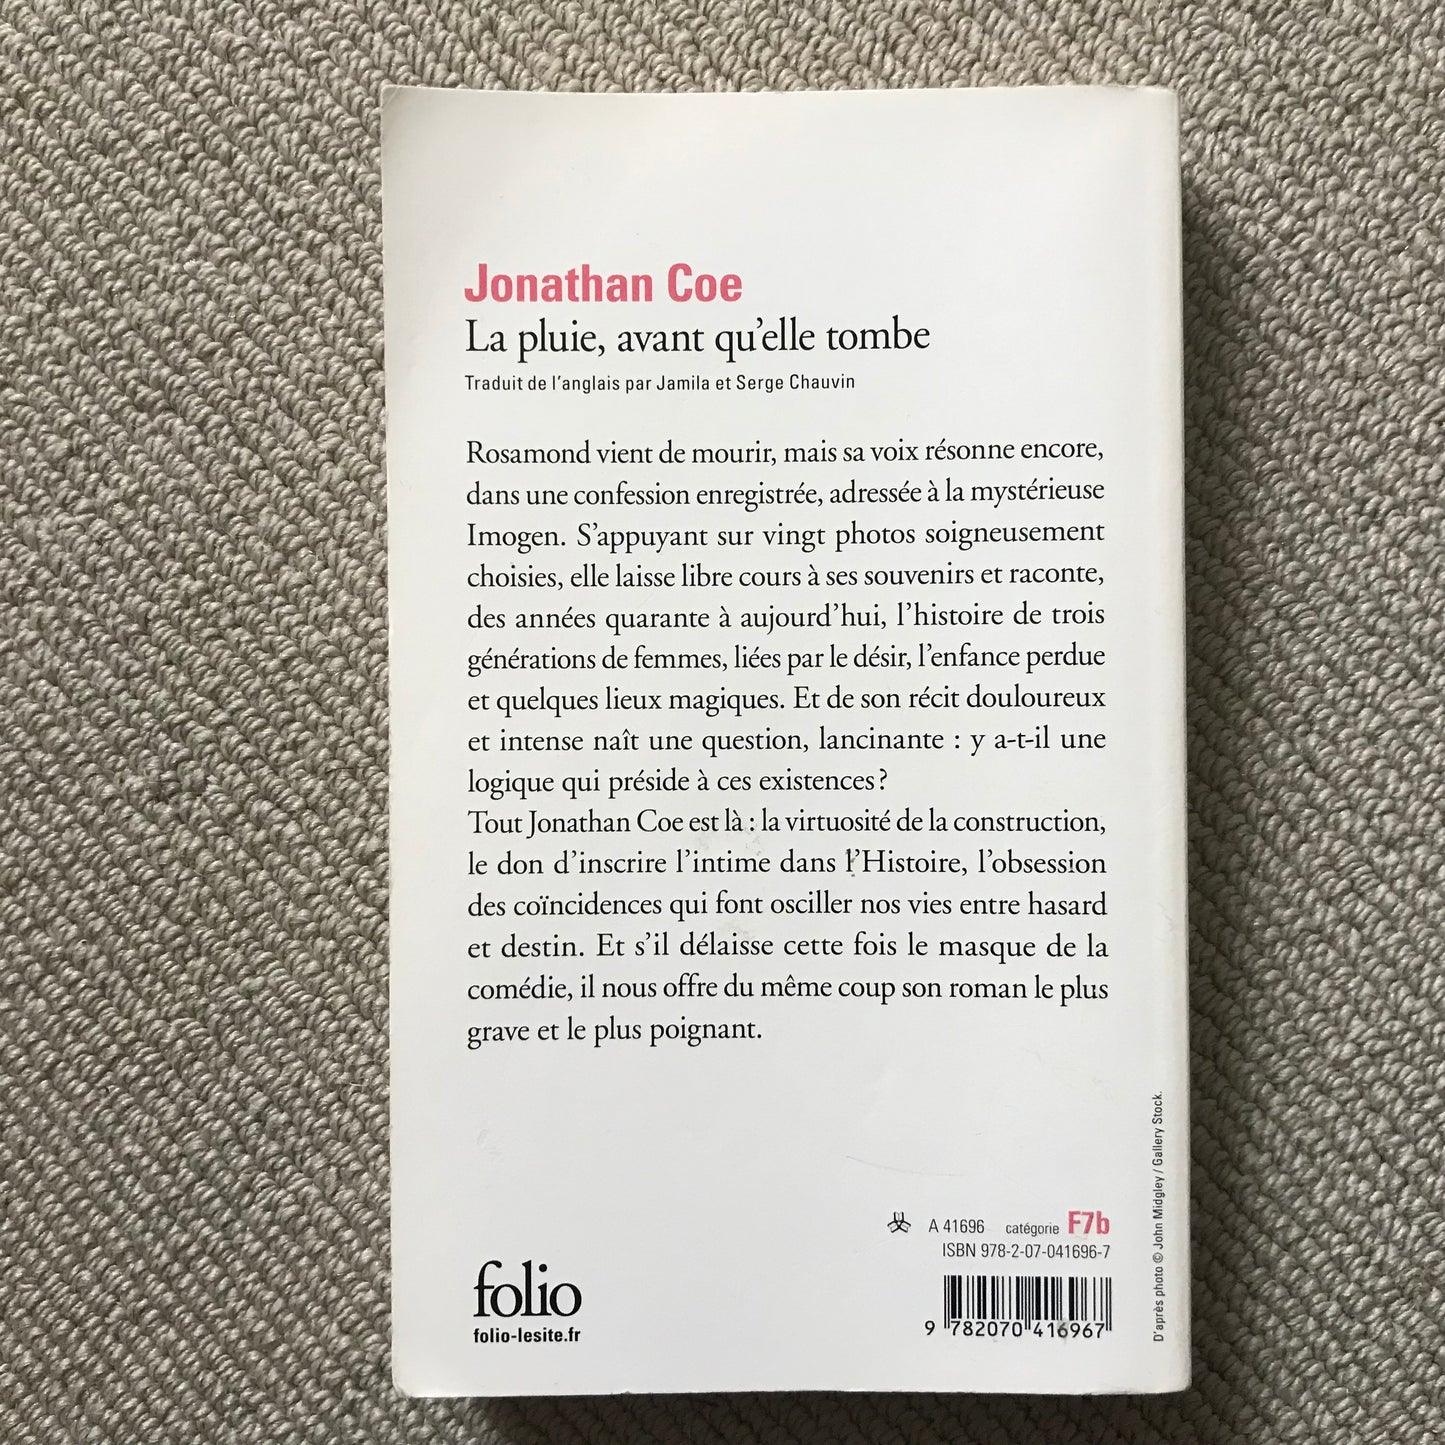 Jonathan Coe
La pluie, avant qu'elle tombe
Traduit de l'anglais par Jamila et Serge Chauvin
Rosamond vient de mourir, mais sa voix résonne encore,
dans une confession enregistrée, adressée à la mystérieuse
Imogen. S'appuyant sur vingt photos soigneusement
choisies, elle laisse libre cours à ses souvenirs et raconte,
des années quarante à aujourd'hui, l'histoire de trois
générations de femmes, liées par le désir, l'enfance perdue
et quelques lieux magiques. Et de son récit douloureux
et intense naît une question, lancinante : y a-t-il une
logique qui préside à ces existences ?
Tout Jonathan Coe est là : la virtuosité de la construction,
le don d'inscrire l'intime dans l'Histoire, l'obsession
des coïncidences qui font osciller nos vies entre hasard
et destin. Et s'il délaisse cette fois le masque de la
comédie, il nous offre du même coup son roman le plus
grave et le plus poignant.
A 41696 catégorie F7b
ISBN 978-2-07-041696-7
9 782070 416967
folio
folio-lesite.fr
D'après photo © John Midgley / Gallery Stock.